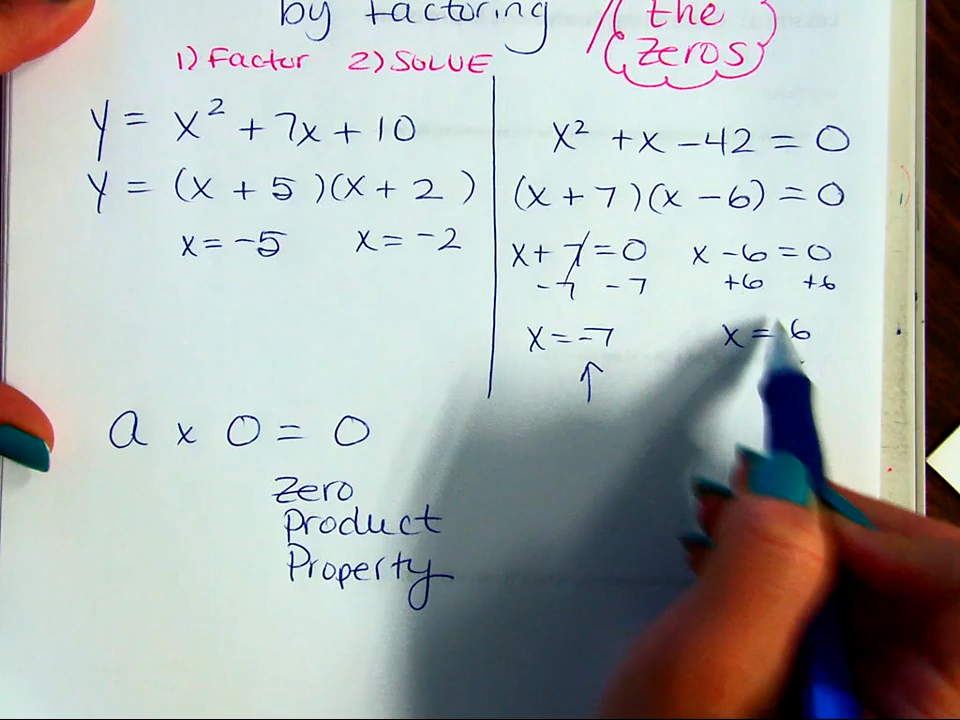 by factoring
the
zeros
1) Factor 2) SOLVE
y = x² + 7x + 10
y = (x + 5)(x + 2)
x = -5 x = -2
x² + x - 42 = 0
(x + 7)(x - 6) = 0
x + 7 = 0 x - 6 = 0
-7 -7 +6 +6
x = -7 x = 6
↑
a x 0 = 0
Zero
Product
Property